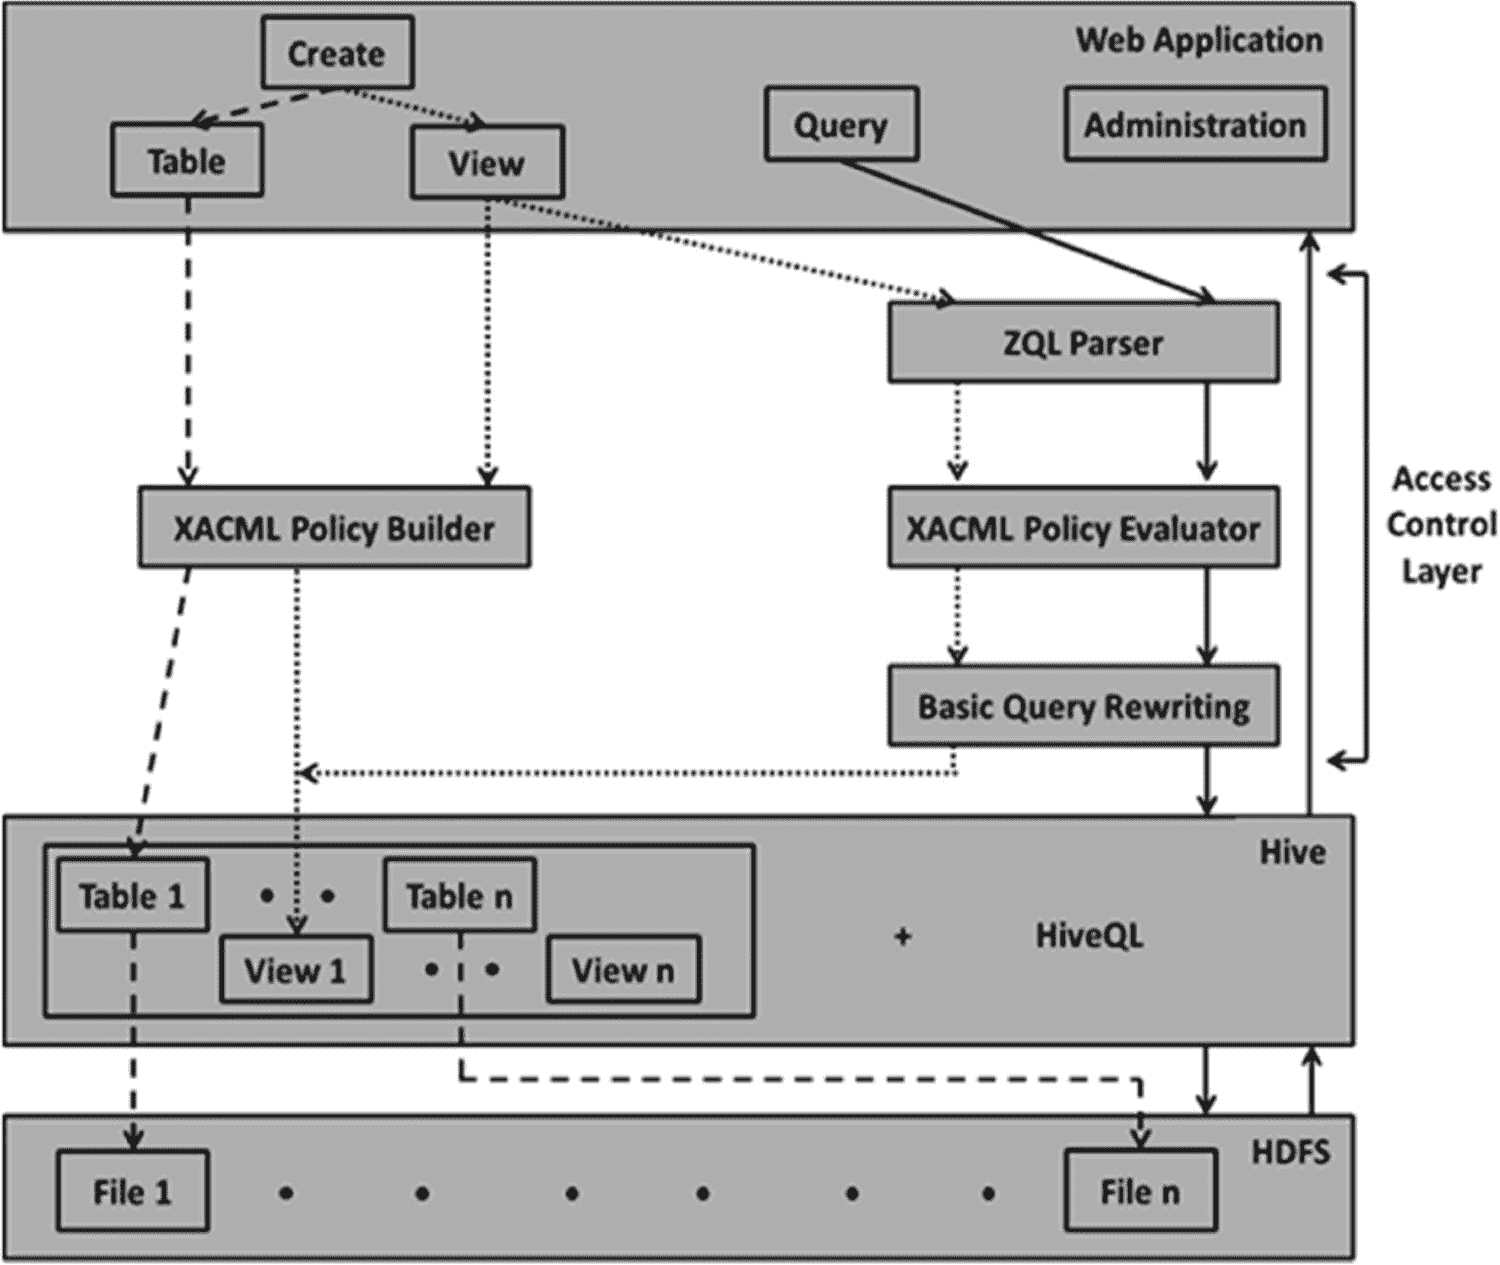 Create
Web Application
Query
Administration
Table
View
ZQL Parser
Access
Control
Layer
XACML Policy Builder
XACML Policy Evaluator
Basic Query Rewriting
Hive
Table 1
Table n
+
HiveQL
View 1
View n
HDFS
File 1
File n